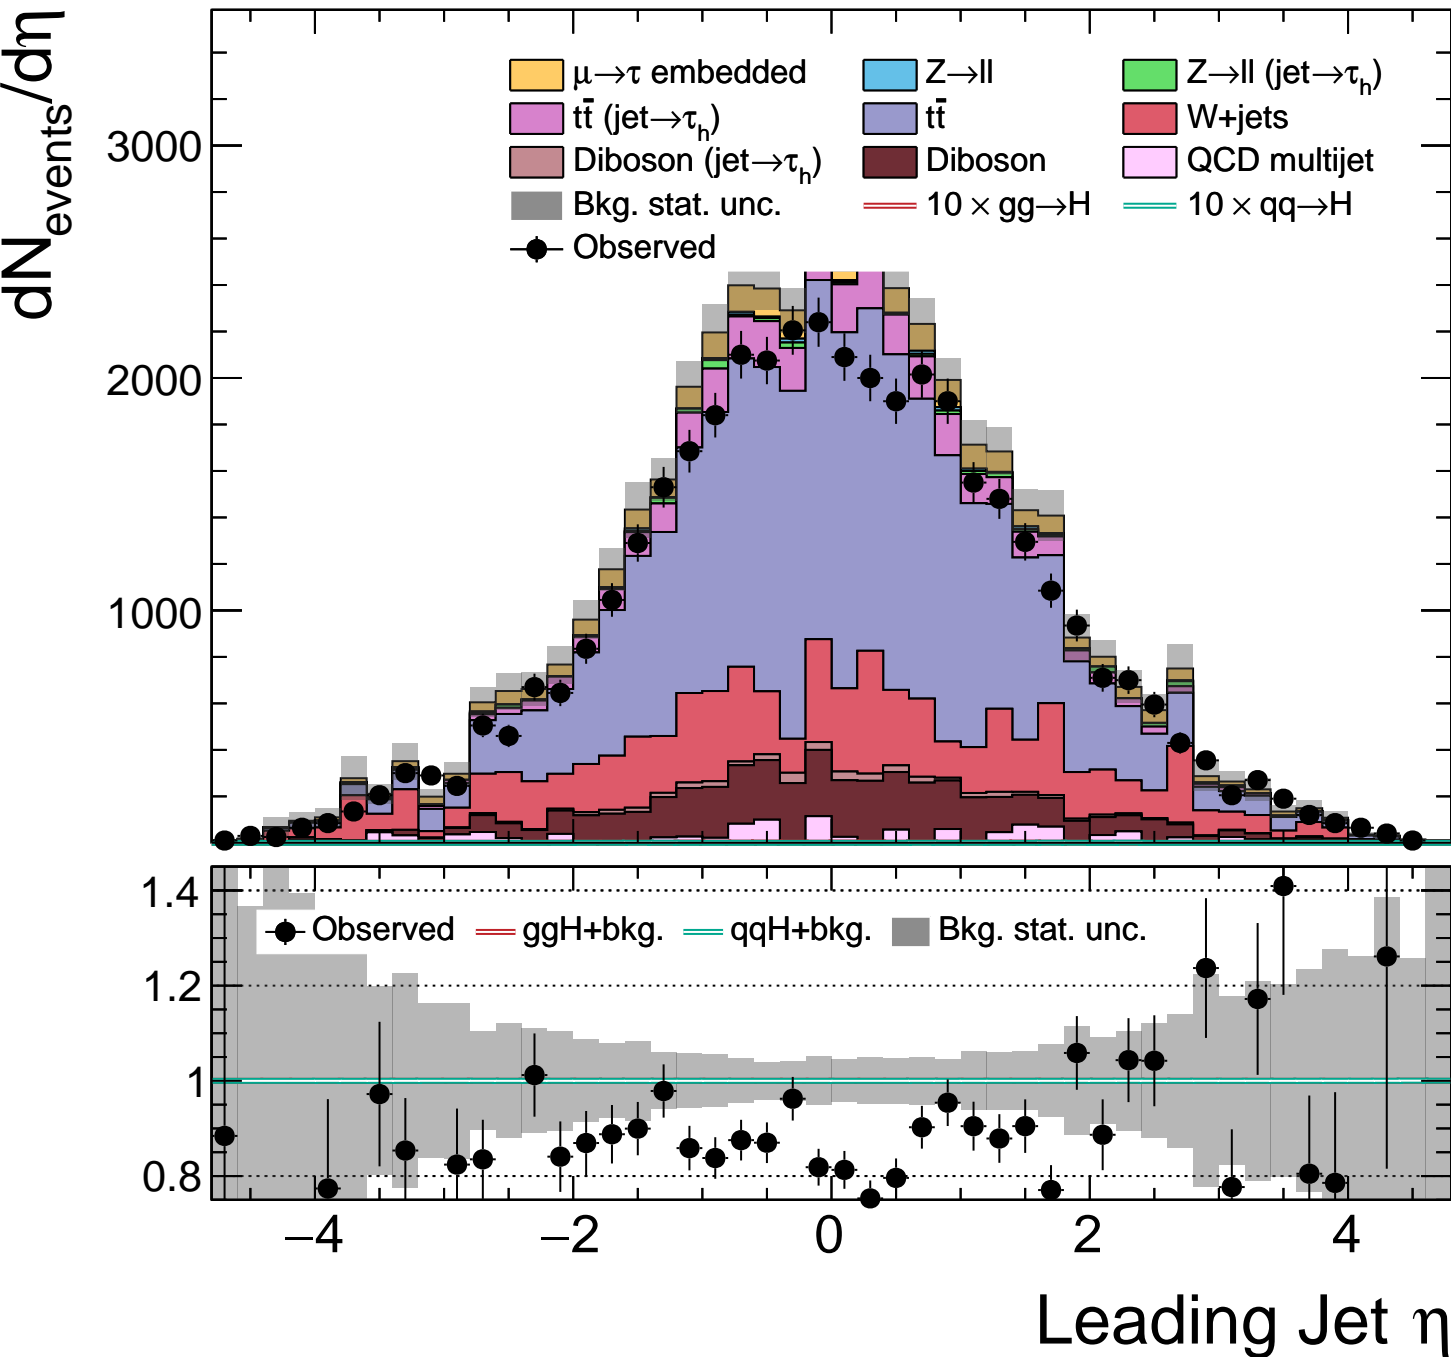 dN_events/dη
μ→τ embedded Z→ll Z→ll (jet→τ_h)
tt̄ (jet→τ_h) tt̄ W+jets
Diboson (jet→τ_h) Diboson QCD multijet
Bkg. stat. unc. 10 × gg→H 10 × qq→H
Observed
3000
2000
1000
1.4
Observed ggH+bkg. qqH+bkg. Bkg. stat. unc.
1.2
1
0.8
−4 −2 0 2 4
Leading Jet η